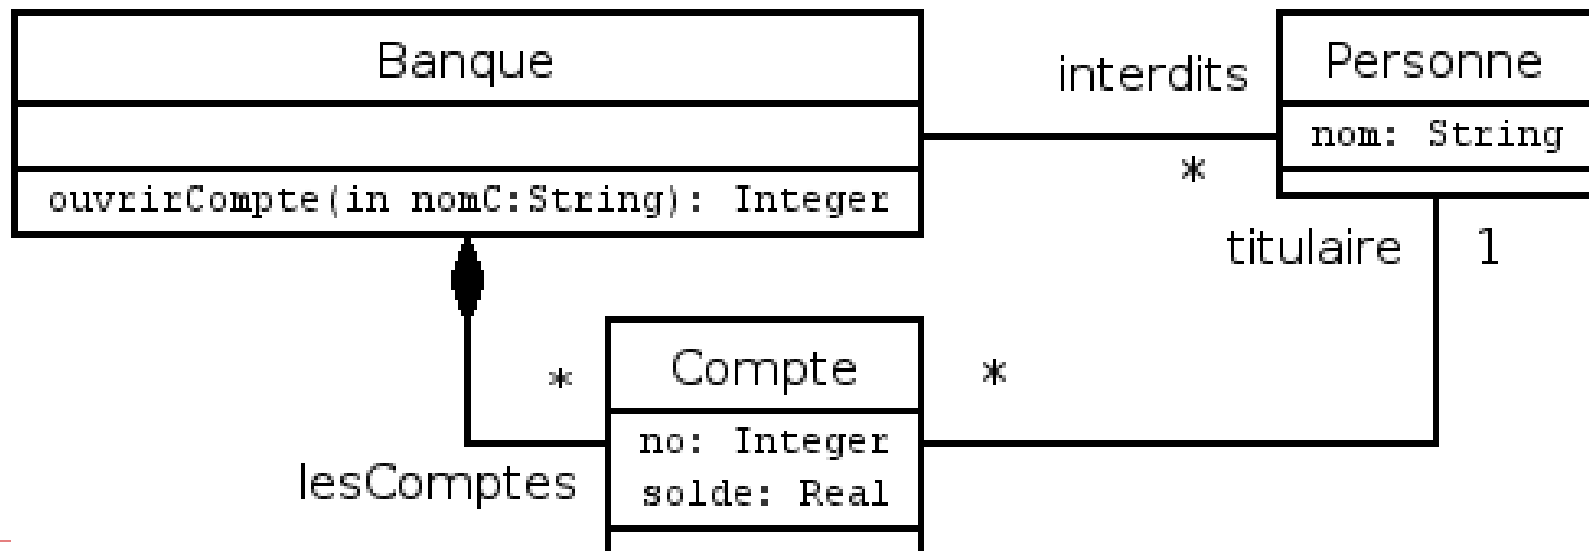 Banque
ouvrirCompte(in nomC:String): Integer
interdits
*
Personne
nom: String
titulaire
1
*
lesComptes
Compte
no: Integer
solde: Real
*